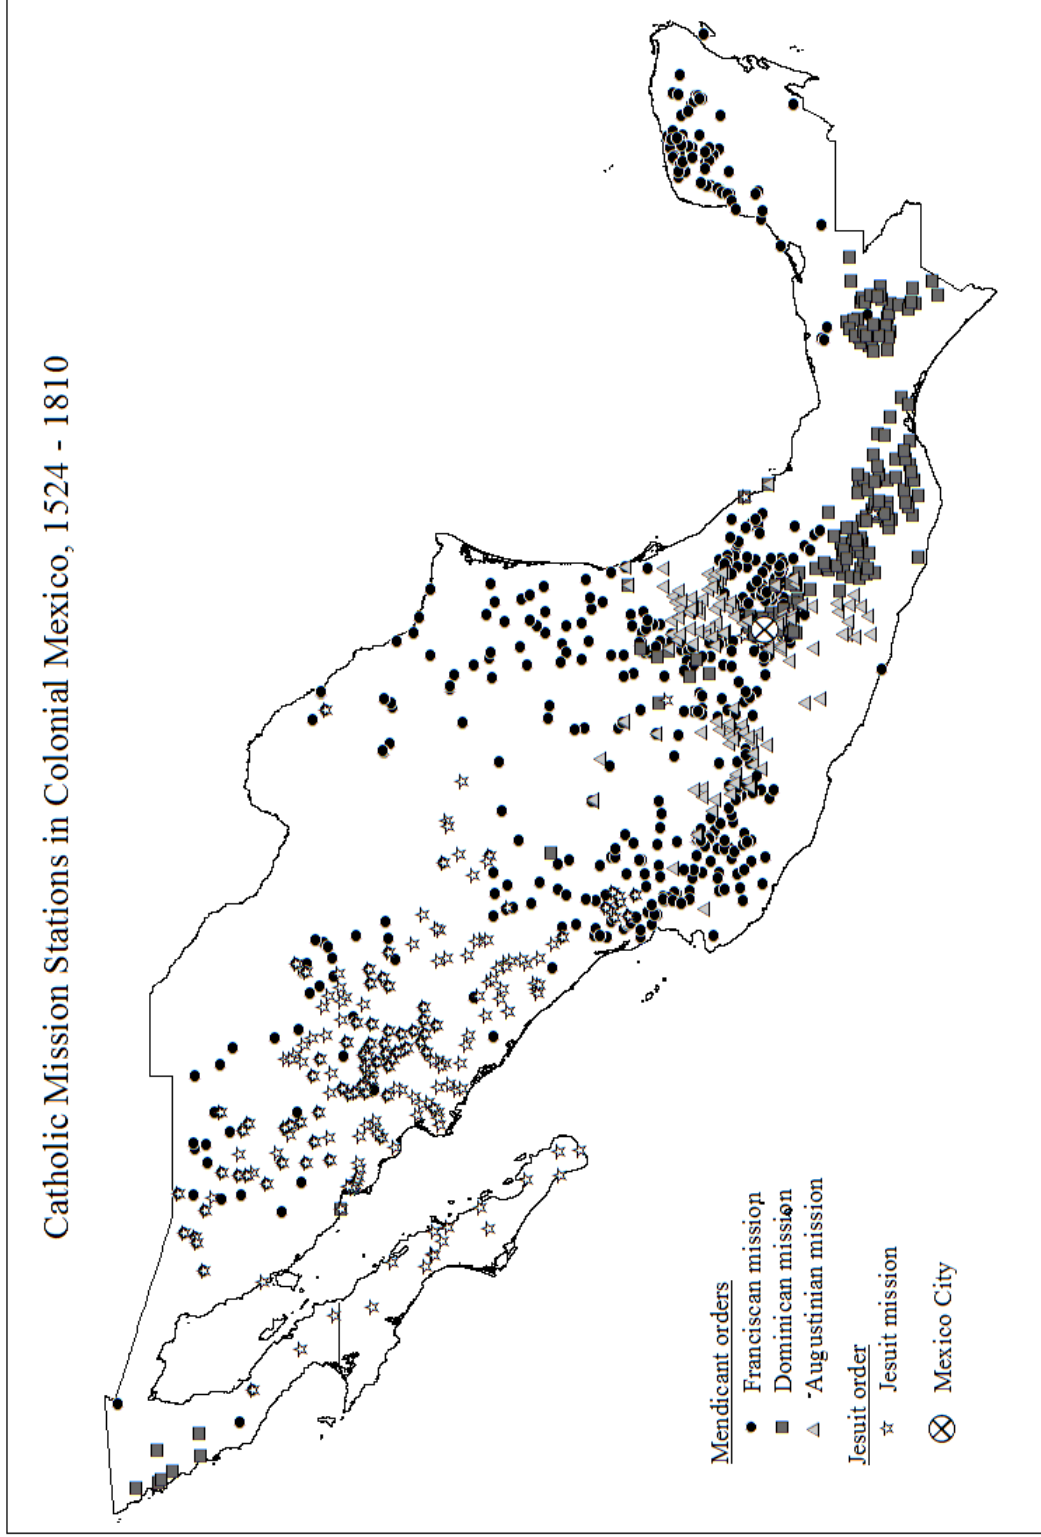 Catholic Mission Stations in Colonial Mexico, 1524 - 1810
Mendicant orders
Franciscan mission
Dominican mission
Augustinian mission
Jesuit order
Jesuit mission
Mexico City